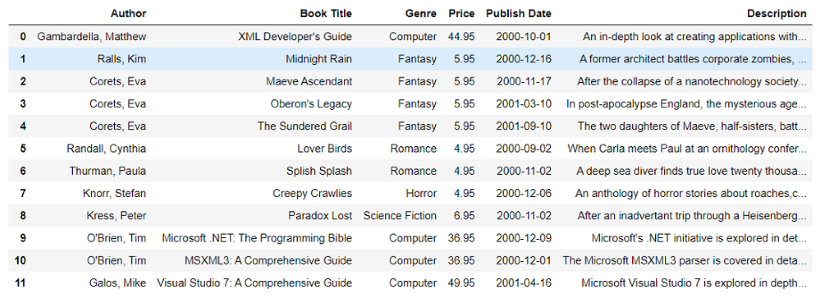 Author Book Title Genre Price Publish Date Description
0 Gambardella, Matthew XML Developer's Guide Computer 44.95 2000-10-01 An in-depth look at creating applications with...
1 Ralls, Kim Midnight Rain Fantasy 5.95 2000-12-16 A former architect battles corporate zombies, ...
2 Corets, Eva Maeve Ascendant Fantasy 5.95 2000-11-17 After the collapse of a nanotechnology society...
3 Corets, Eva Oberon's Legacy Fantasy 5.95 2001-03-10 In post-apocalypse England, the mysterious age...
4 Corets, Eva The Sundered Grail Fantasy 5.95 2001-09-10 The two daughters of Maeve, half-sisters, batt...
5 Randall, Cynthia Lover Birds Romance 4.95 2000-09-02 When Carla meets Paul at an ornithology confer...
6 Thurman, Paula Splish Splash Romance 4.95 2000-11-02 A deep sea diver finds true love twenty thousa...
7 Knorr, Stefan Creepy Crawlies Horror 4.95 2000-12-06 An anthology of horror stories about roaches,c...
8 Kress, Peter Paradox Lost Science Fiction 6.95 2000-11-02 After an inadvertant trip through a Heisenberg...
9 O'Brien, Tim Microsoft .NET: The Programming Bible Computer 36.95 2000-12-09 Microsoft's .NET initiative is explored in det...
10 O'Brien, Tim MSXML3: A Comprehensive Guide Computer 36.95 2000-12-01 The Microsoft MSXML3 parser is covered in deta...
11 Galos, Mike Visual Studio 7: A Comprehensive Guide Computer 49.95 2001-04-16 Microsoft Visual Studio 7 is explored in depth...